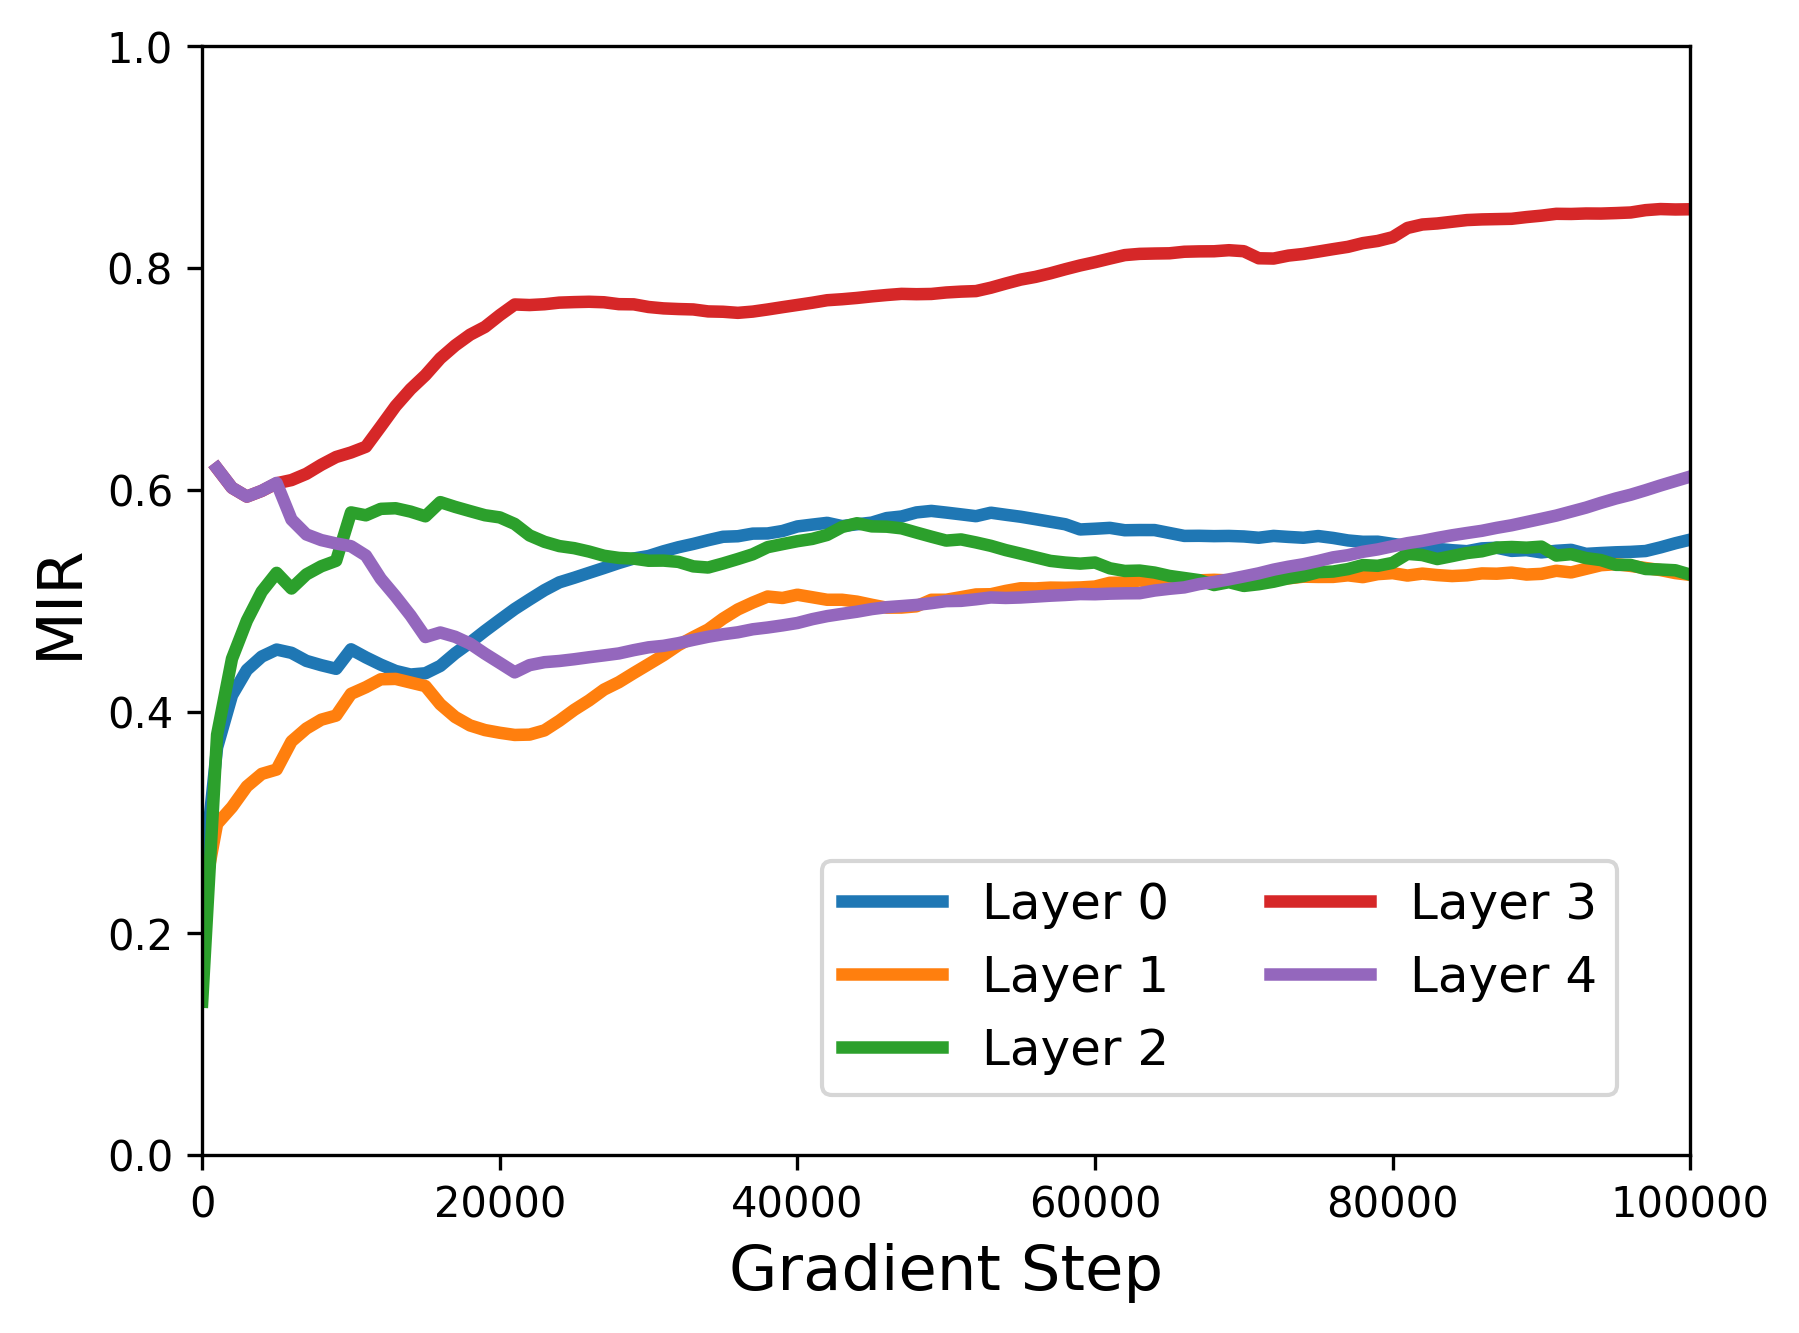 MIR
1.0
0.8
0.6
0.4
0.2
0.0
0 20000 40000 60000 80000 100000
Gradient Step
Layer 0
Layer 1
Layer 2
Layer 3
Layer 4